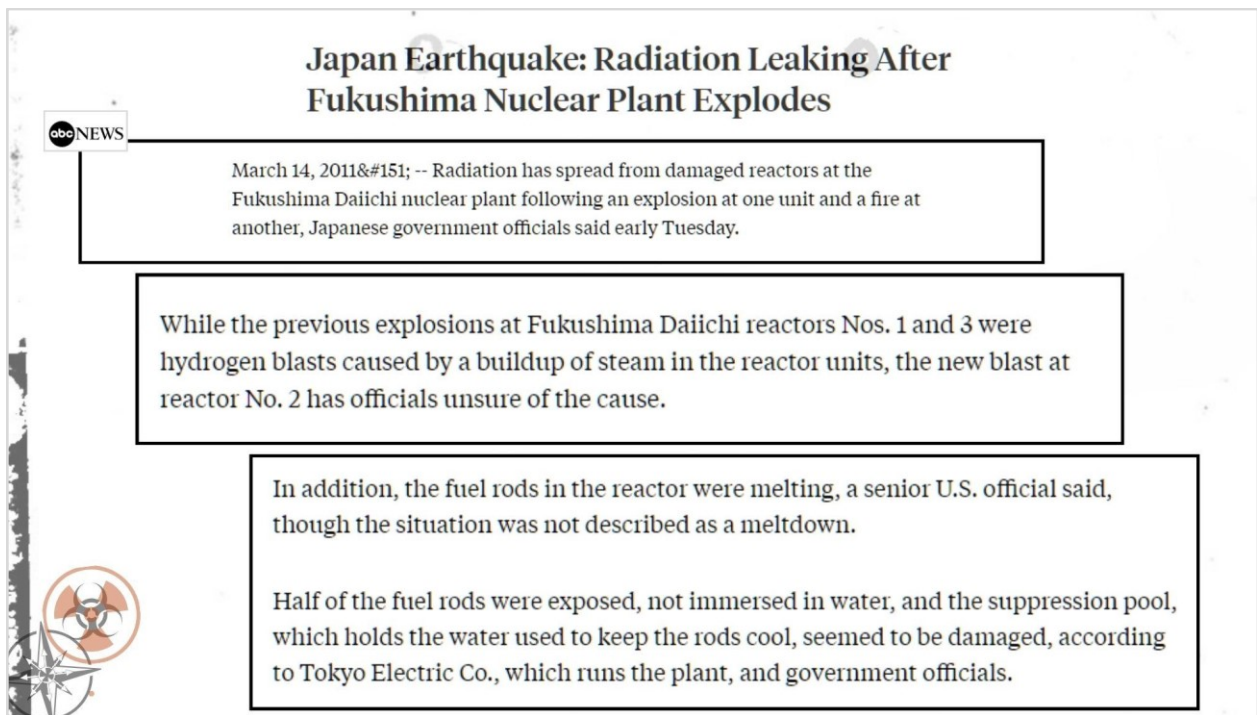 Japan Earthquake: Radiation Leaking After
Fukushima Nuclear Plant Explodes
abc NEWS
March 14, 2011&#151; -- Radiation has spread from damaged reactors at the
Fukushima Daiichi nuclear plant following an explosion at one unit and a fire at
another, Japanese government officials said early Tuesday.
While the previous explosions at Fukushima Daiichi reactors Nos. 1 and 3 were
hydrogen blasts caused by a buildup of steam in the reactor units, the new blast at
reactor No. 2 has officials unsure of the cause.
In addition, the fuel rods in the reactor were melting, a senior U.S. official said,
though the situation was not described as a meltdown.
Half of the fuel rods were exposed, not immersed in water, and the suppression pool,
which holds the water used to keep the rods cool, seemed to be damaged, according
to Tokyo Electric Co., which runs the plant, and government officials.